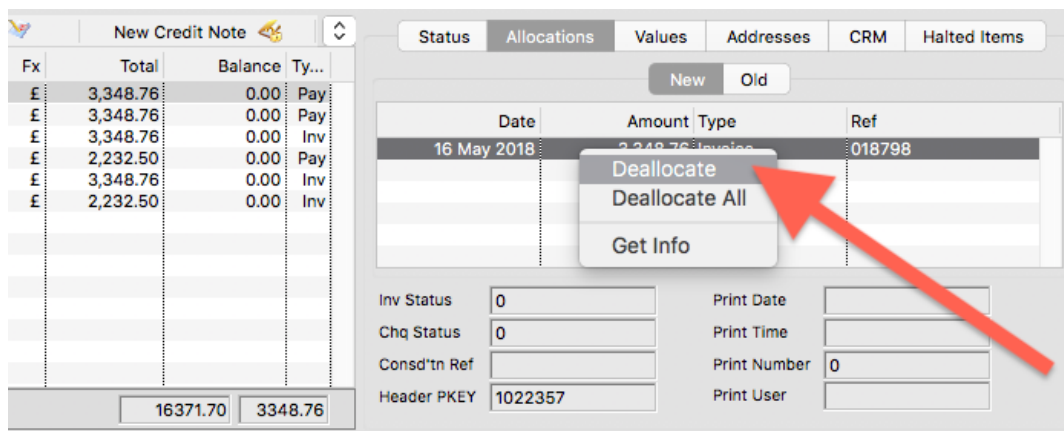 New Credit Note
Fx Total Balance Ty...
£ 3,348.76 0.00 Pay
£ 3,348.76 0.00 Pay
£ 3,348.76 0.00 Inv
£ 2,232.50 0.00 Pay
£ 3,348.76 0.00 Inv
£ 2,232.50 0.00 Inv
16371.70 3348.76
Status Allocations Values Addresses CRM Halted Items
New Old
Date Amount Type Ref
16 May 2018 3,348.76 Invoice 018798
Deallocate
Deallocate All
Get Info
Inv Status 0 Print Date
Chq Status 0 Print Time
Consd'tn Ref Print Number 0
Header PKEY 1022357 Print User